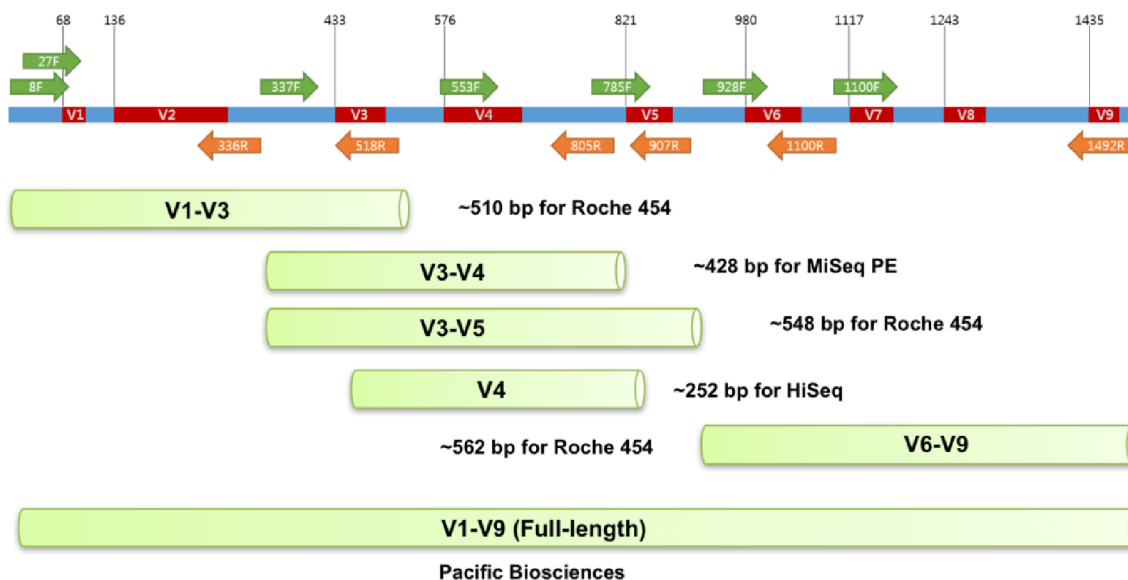 68 136 433 576 821 980 1117 1243 1435
27F
8F 337F 553F 785F 928F 1100F
V1 V2 V3 V4 V5 V6 V7 V8 V9
336R 518R 805R 907R 1100R 1492R
V1-V3 ~510 bp for Roche 454
V3-V4 ~428 bp for MiSeq PE
V3-V5 ~548 bp for Roche 454
V4 ~252 bp for HiSeq
~562 bp for Roche 454 V6-V9
V1-V9 (Full-length)
Pacific Biosciences